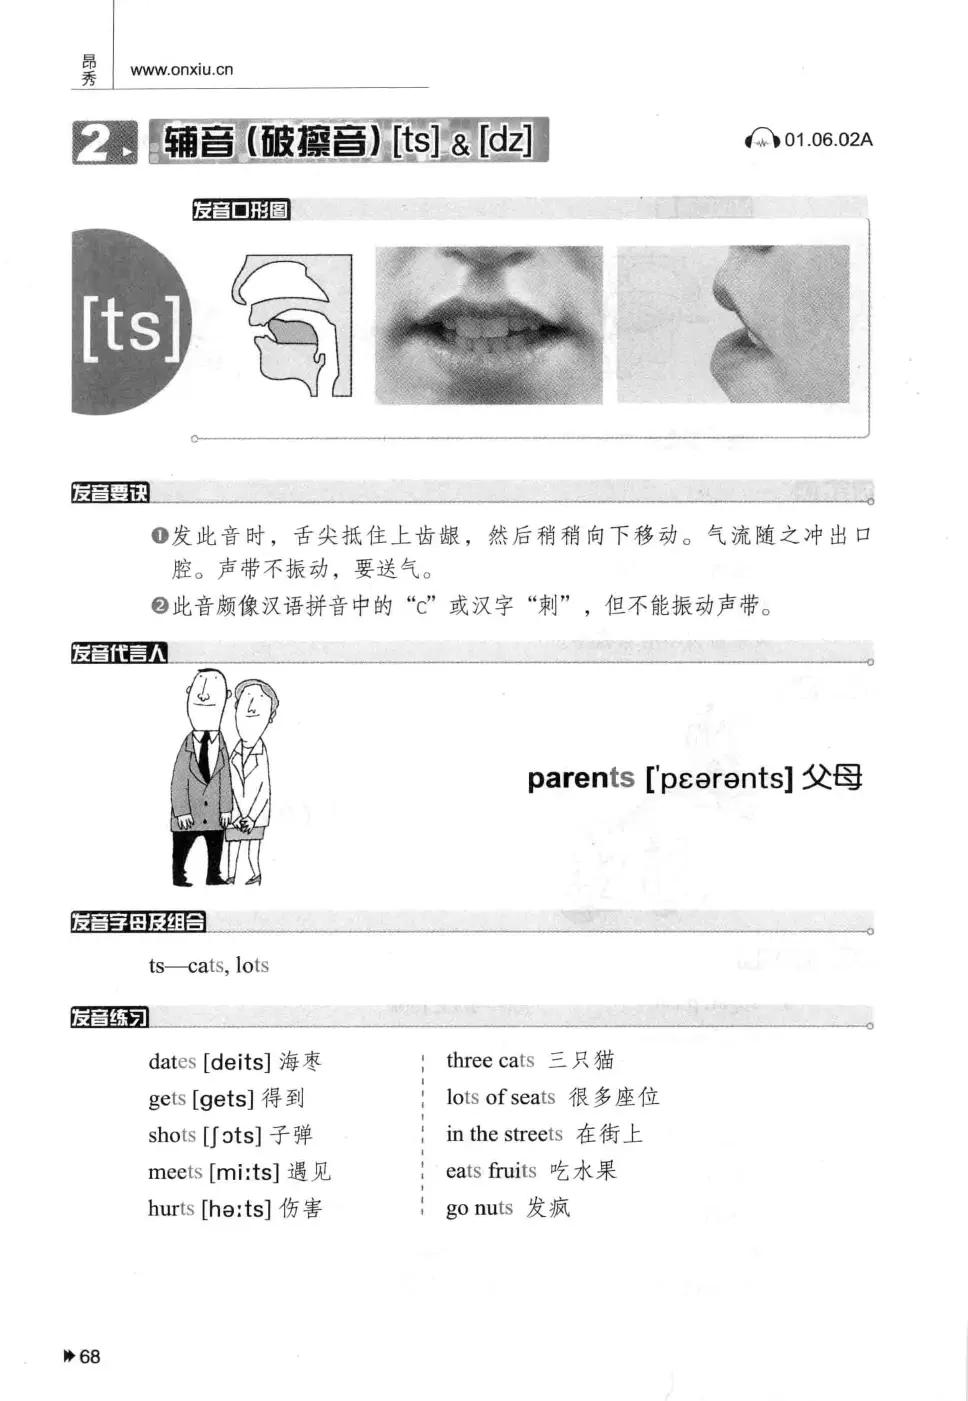 昂秀
www.onxiu.cn
2 辅音(破擦音)[ts] & [dz]
01.06.02A
发音口形图
[ts]
发音要诀
❶发此音时，舌尖抵住上齿龈，然后稍稍向下移动。气流随之冲出口
腔。声带不振动，要送气。
❷此音颇像汉语拼音中的“c”或汉字“刺”，但不能振动声带。
发音代言人
parents ['pɛərənts] 父母
发音字母及组合
ts—cats, lots
发音练习
dates [deits] 海枣
gets [gets] 得到
shots [ʃɔts] 子弹
meets [mi:ts] 遇见
hurts [hə:ts] 伤害
three cats 三只猫
lots of seats 很多座位
in the streets 在街上
eats fruits 吃水果
go nuts 发疯
68